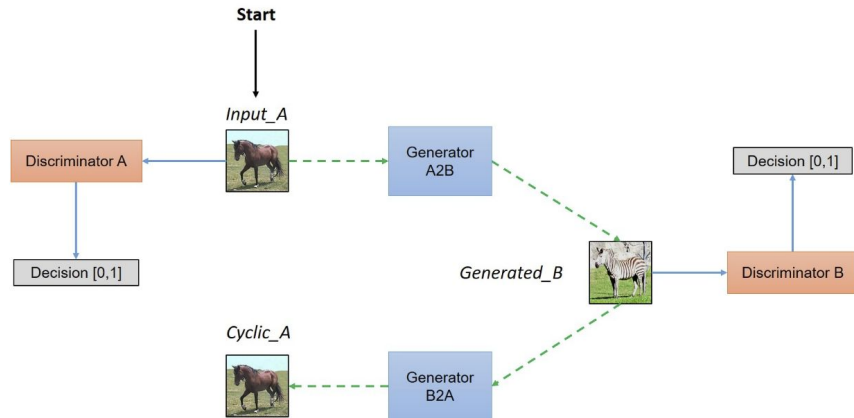 Start
Input_A
Discriminator A
Generator
A2B
Decision [0,1]
Decision [0,1]
Generated_B
Discriminator B
Cyclic_A
Generator
B2A